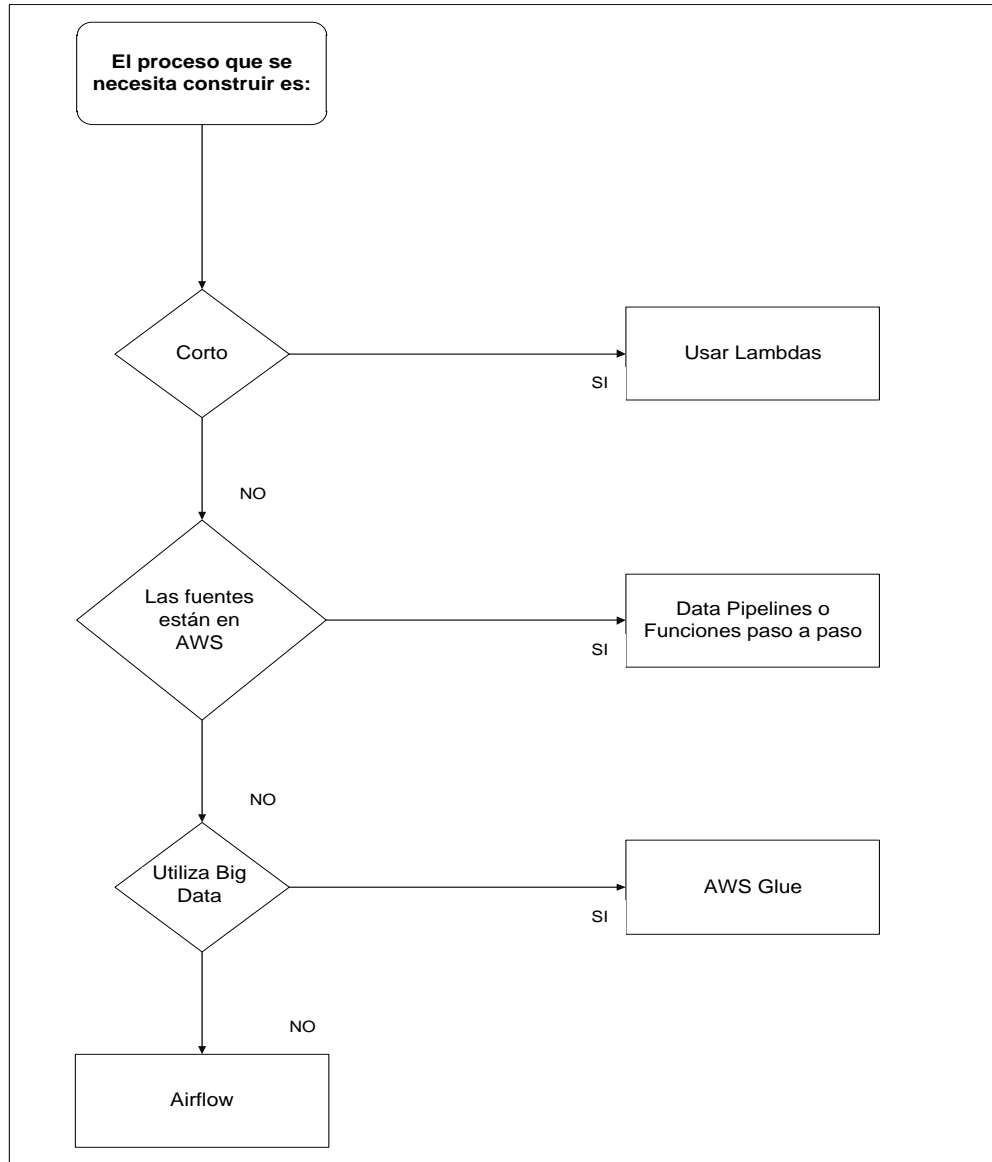 El proceso que se
necesita construir es:
Corto
Usar Lambdas
SI
NO
Las fuentes
están en
AWS
Data Pipelines o
Funciones paso a paso
SI
NO
Utiliza Big
Data
AWS Glue
SI
NO
Airflow